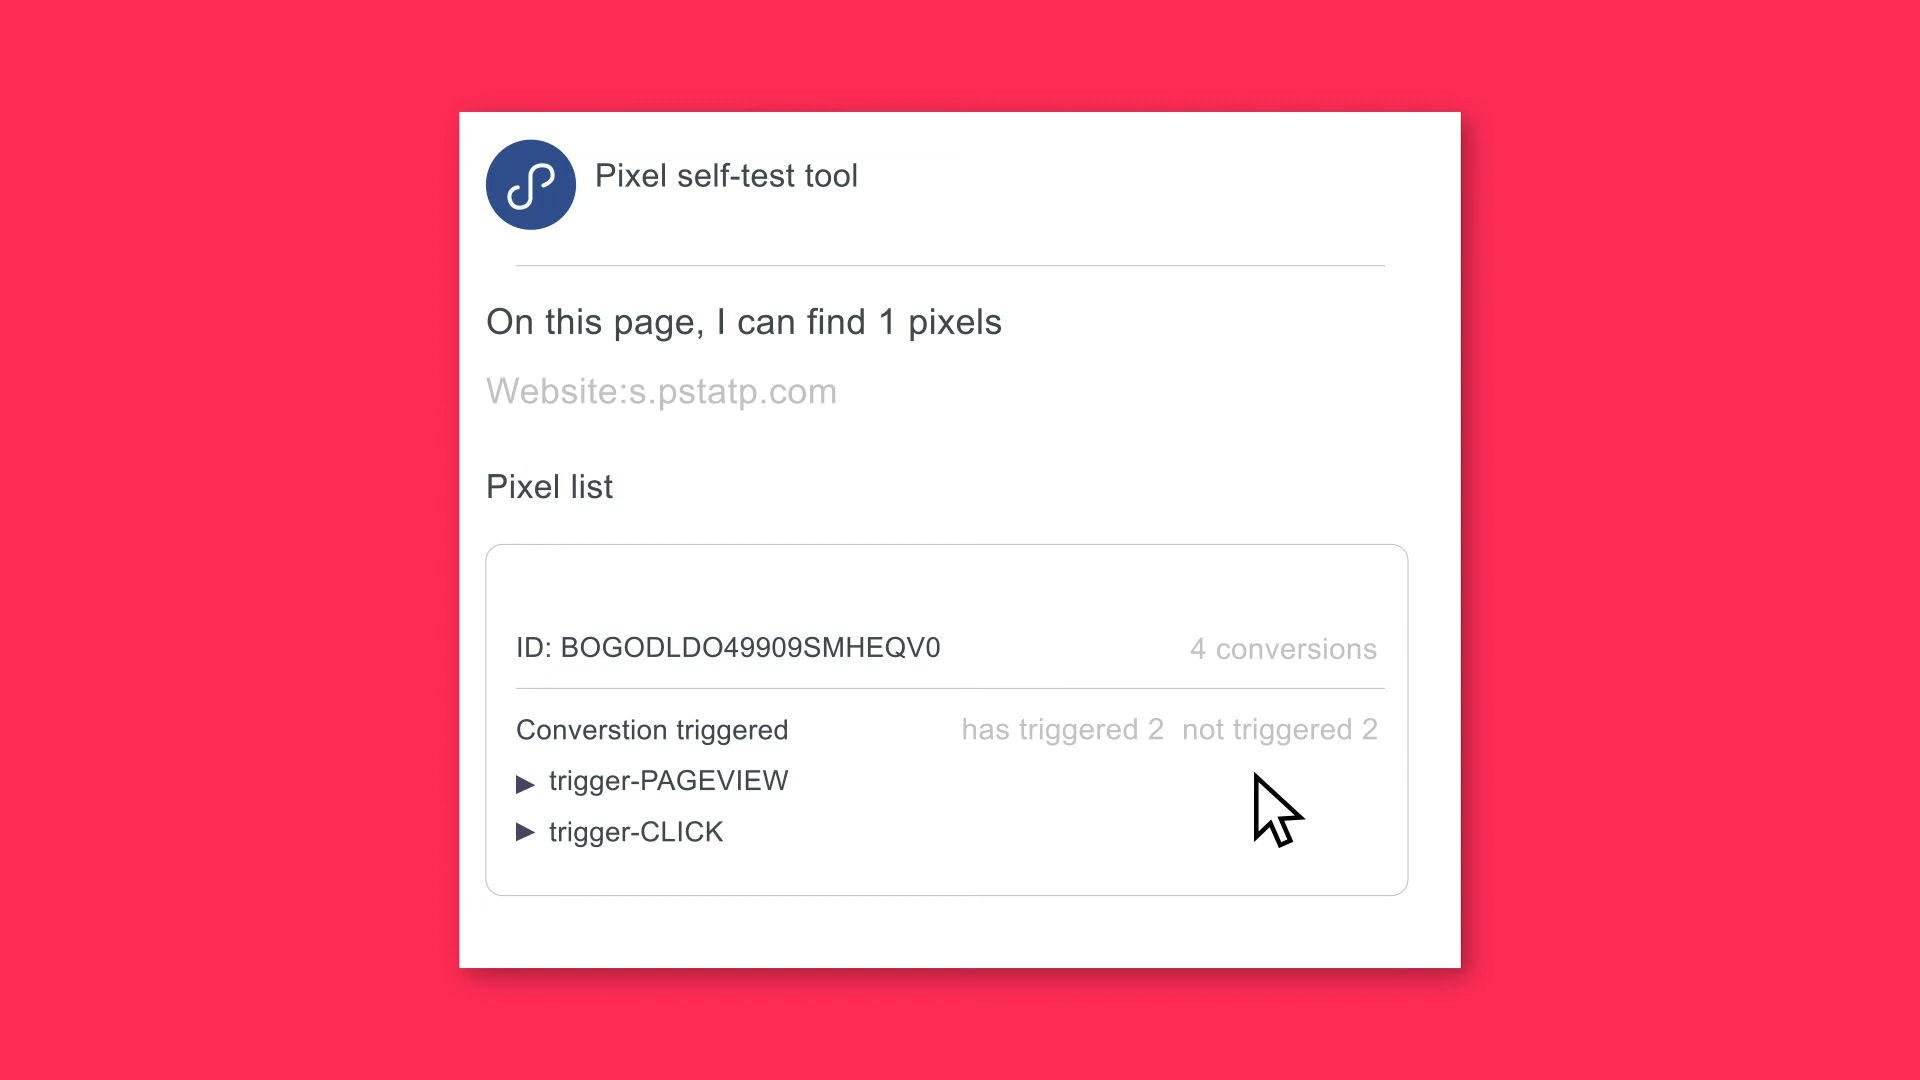 Pixel self-test tool
On this page, I can find 1 pixels
Website:s.pstatp.com
Pixel list
ID: BOGODLDO49909SMHEQV0 4 conversions
Converstion triggered has triggered 2 not triggered 2
trigger-PAGEVIEW
trigger-CLICK